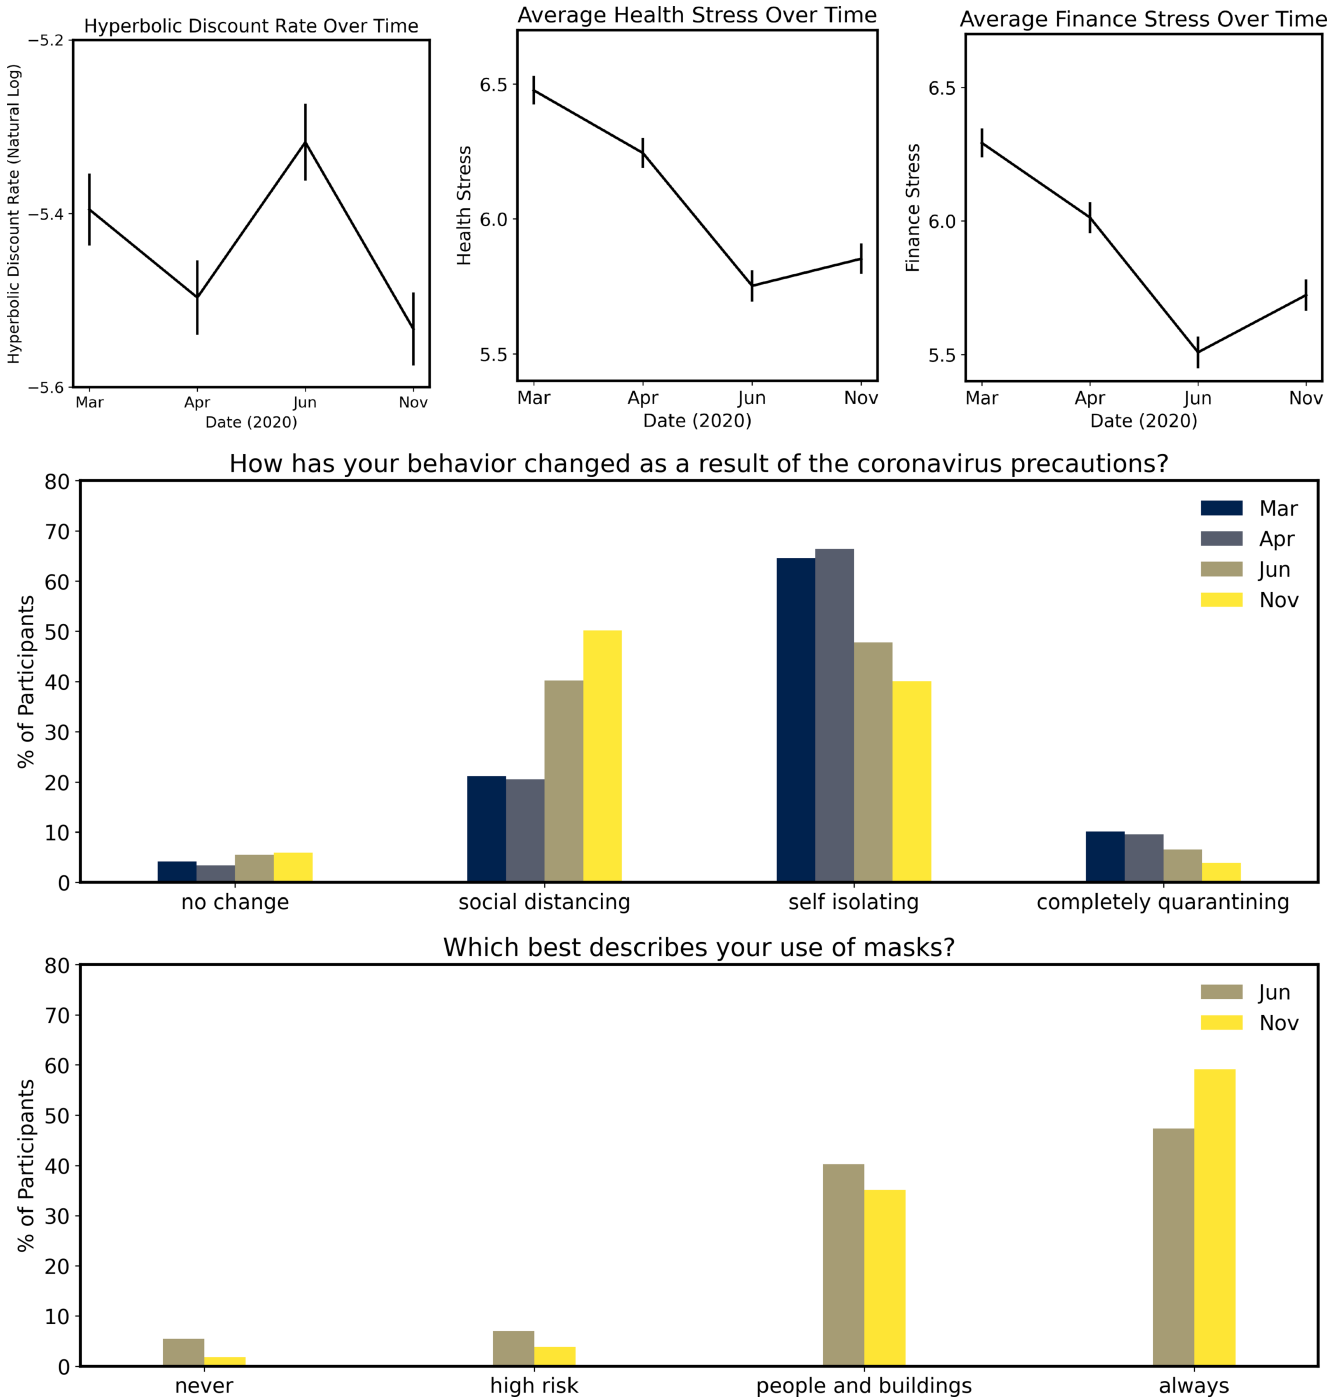 Hyperbolic Discount Rate Over Time
Hyperbolic Discount Rate (Natural Log)
−5.2
−5.4
−5.6
Mar Apr Jun Nov
Date (2020)
Average Health Stress Over Time
Health Stress
6.5
6.0
5.5
Mar Apr Jun Nov
Date (2020)
Average Finance Stress Over Time
Finance Stress
6.5
6.0
5.5
Mar Apr Jun Nov
Date (2020)
How has your behavior changed as a result of the coronavirus precautions?
% of Participants
80
70
60
50
40
30
20
10
0
Mar
Apr
Jun
Nov
no change social distancing self isolating completely quarantining
Which best describes your use of masks?
% of Participants
80
70
60
50
40
30
20
10
0
Jun
Nov
never high risk people and buildings always